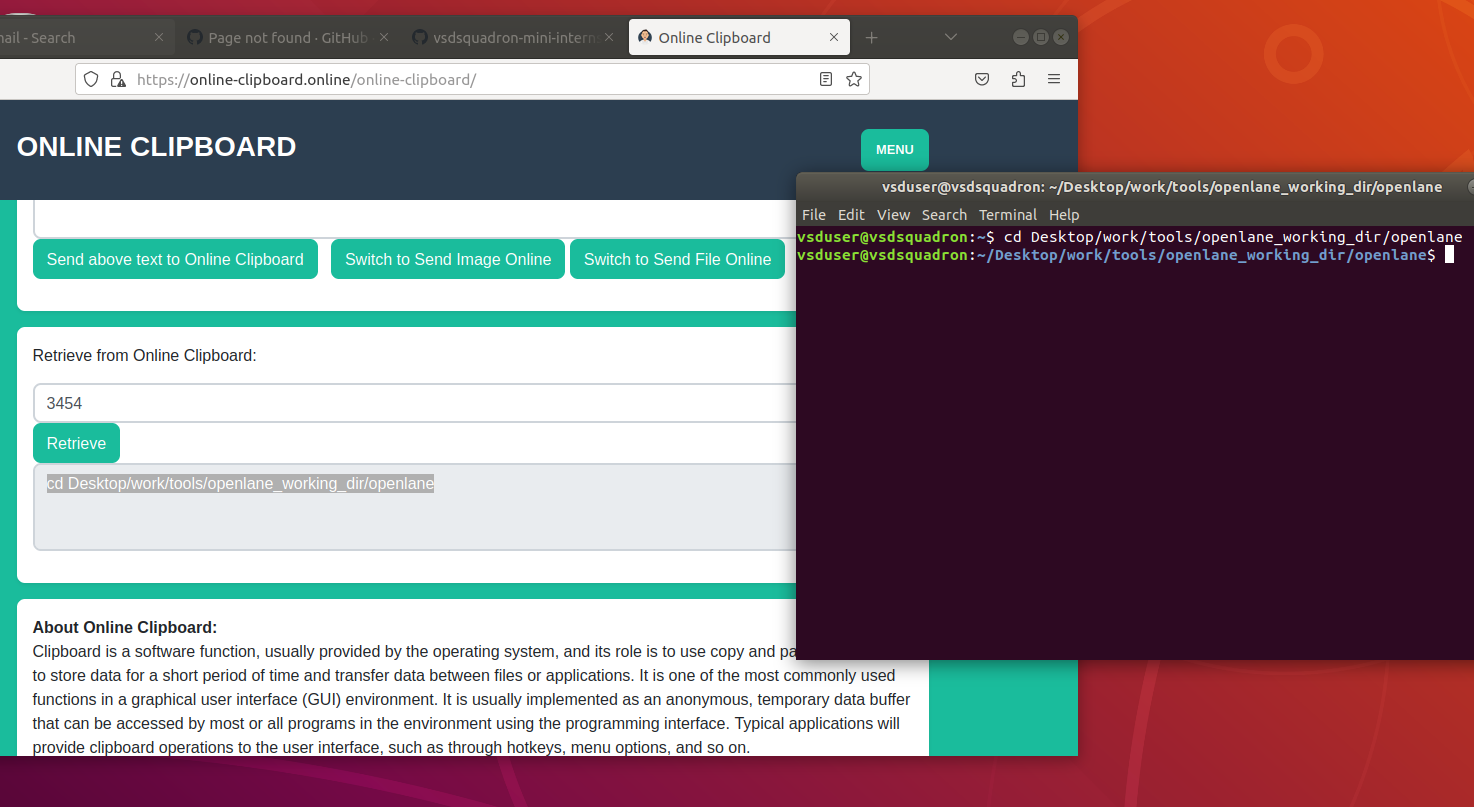 ail - Search
Page not found · GitHub
vsdsquadron-mini-intern
Online Clipboard
https://online-clipboard.online/online-clipboard/
ONLINE CLIPBOARD
MENU
Send above text to Online Clipboard
Switch to Send Image Online
Switch to Send File Online
Retrieve from Online Clipboard:
3454
Retrieve
cd Desktop/work/tools/openlane_working_dir/openlane
About Online Clipboard:
Clipboard is a software function, usually provided by the operating system, and its role is to use copy and pa
to store data for a short period of time and transfer data between files or applications. It is one of the most commonly used
functions in a graphical user interface (GUI) environment. It is usually implemented as an anonymous, temporary data buffer
that can be accessed by most or all programs in the environment using the programming interface. Typical applications will
provide clipboard operations to the user interface, such as through hotkeys, menu options, and so on.
vsduser@vsdsquadron: ~/Desktop/work/tools/openlane_working_dir/openlane
File Edit View Search Terminal Help
vsduser@vsdsquadron:~$ cd Desktop/work/tools/openlane_working_dir/openlane
vsduser@vsdsquadron:~/Desktop/work/tools/openlane_working_dir/openlane$